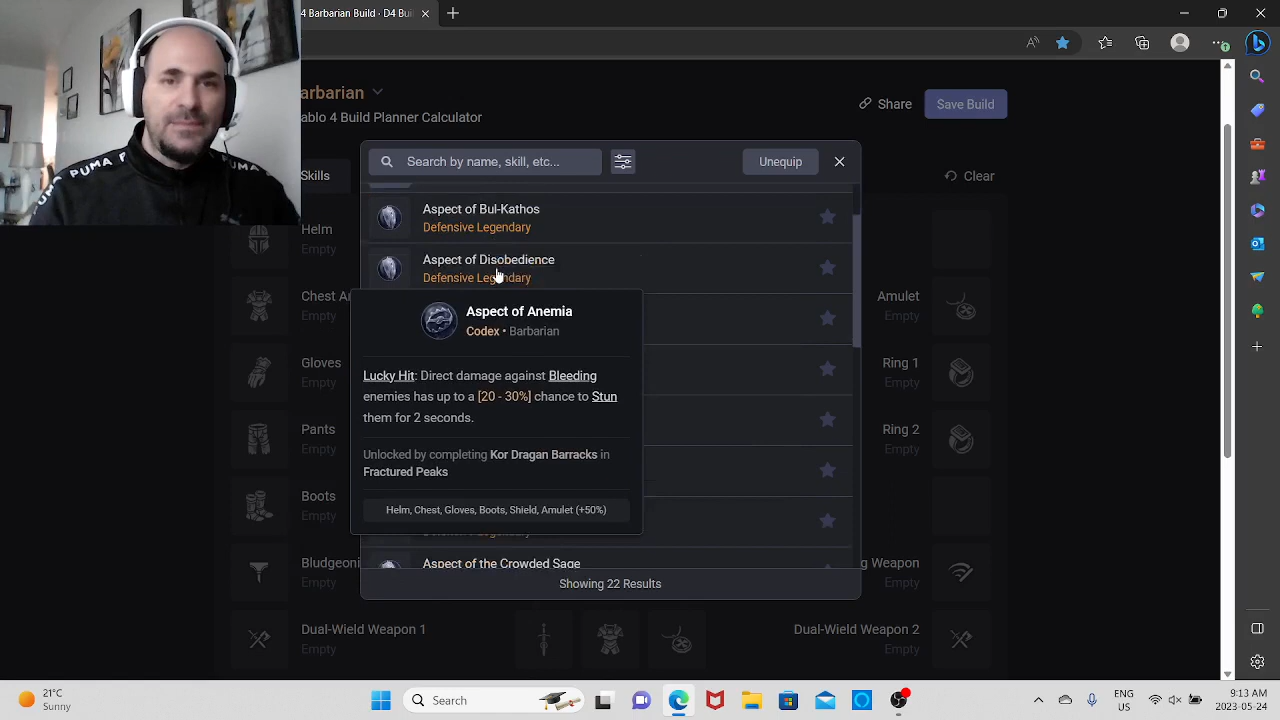 4 Barbarian Build · D4 Bui
arbarian
Share
Save Build
ablo 4 Build Planner Calculator
PUMA
PUMA
PUMA
Skills
Search by name, skill, etc...
Unequip
Clear
Aspect of Bul-Kathos
Defensive Legendary
Helm
Empty
Aspect of Disobedience
Defensive Legendary
Chest Ar
Empty
Amulet
Empty
Aspect of Anemia
Codex • Barbarian
Lucky Hit: Direct damage against Bleeding
enemies has up to a [20 - 30%] chance to Stun
them for 2 seconds.
Unlocked by completing Kor Dragan Barracks in
Fractured Peaks
Helm, Chest, Gloves, Boots, Shield, Amulet (+50%)
Gloves
Empty
Ring 1
Empty
Pants
Empty
Ring 2
Empty
Boots
Empty
Aspect of the Crowded Sage
Bludgeoni
Empty
g Weapon
Empty
Showing 22 Results
Dual-Wield Weapon 1
Empty
Dual-Wield Weapon 2
Empty
2°C
Sunny
Search
ENG
US
9:13 AM
2023-05-24